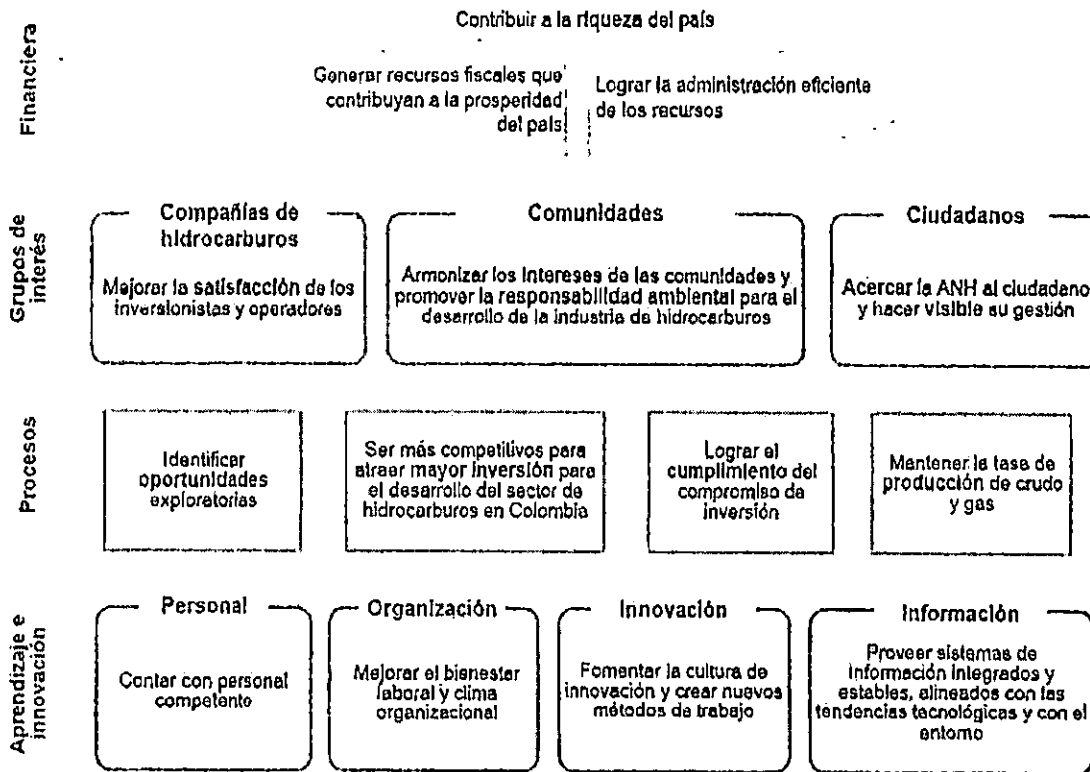 Financiera
Contribuir a la riqueza del país
Generar recursos fiscales que
contribuyan a la prosperidad
del país
Lograr la administración eficiente
de los recursos
Grupos de
interés
Compañías de
hidrocarburos
Mejorar la satisfacción de los
inversionistas y operadores
Comunidades
Armonizar los intereses de las comunidades y
promover la responsabilidad ambiental para el
desarrollo de la industria de hidrocarburos
Ciudadanos
Acercar la ANH al ciudadano
y hacer visible su gestión
Procesos
Identificar
oportunidades
exploratorias
Ser más competitivos para
atraer mayor inversión para
el desarrollo del sector de
hidrocarburos en Colombia
Lograr el
cumplimiento del
compromiso de
inversión
Mantener la tasa de
producción de crudo
y gas
Aprendizaje e
innovación
Personal
Contar con personal
competente
Organización
Mejorar el bienestar
laboral y clima
organizacional
Innovación
Fomentar la cultura de
innovación y crear nuevos
métodos de trabajo
Información
Proveer sistemas de
información integrados y
estables, alineados con las
tendencias tecnológicas y con el
entorno